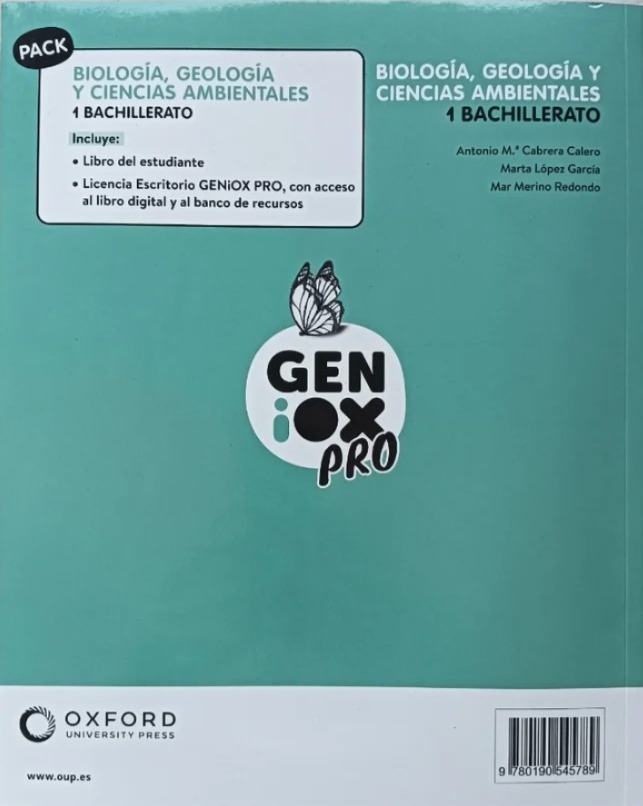 PACK
BIOLOGÍA, GEOLOGÍA
Y CIENCIAS AMBIENTALES
1 BACHILLERATO
Incluye:
• Libro del estudiante
• Licencia Escritorio GENiOX PRO, con acceso
al libro digital y al banco de recursos
BIOLOGÍA, GEOLOGÍA Y
CIENCIAS AMBIENTALES
1 BACHILLERATO
Antonio M.ª Cabrera Calero
Marta López García
Mar Merino Redondo
GEN
iOX
PRO
OXFORD
UNIVERSITY PRESS
www.oup.es
9 780190 545789